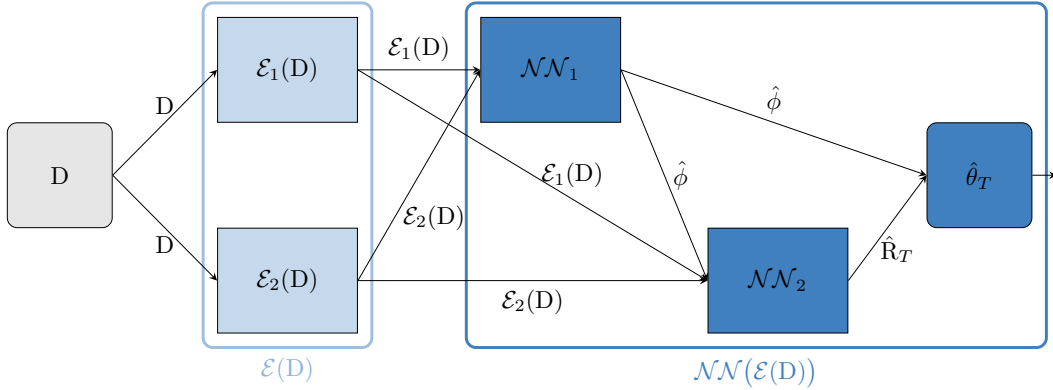 D
D
D
ℰ₁(D)
ℰ₂(D)
ℰ(D)
ℰ₁(D)
ℰ₁(D)
ℰ₂(D)
ℰ₂(D)
𝒩𝒩₁
ϕ̂
ϕ̂
𝒩𝒩₂
R̂_T
θ̂_T
𝒩𝒩(ℰ(D))